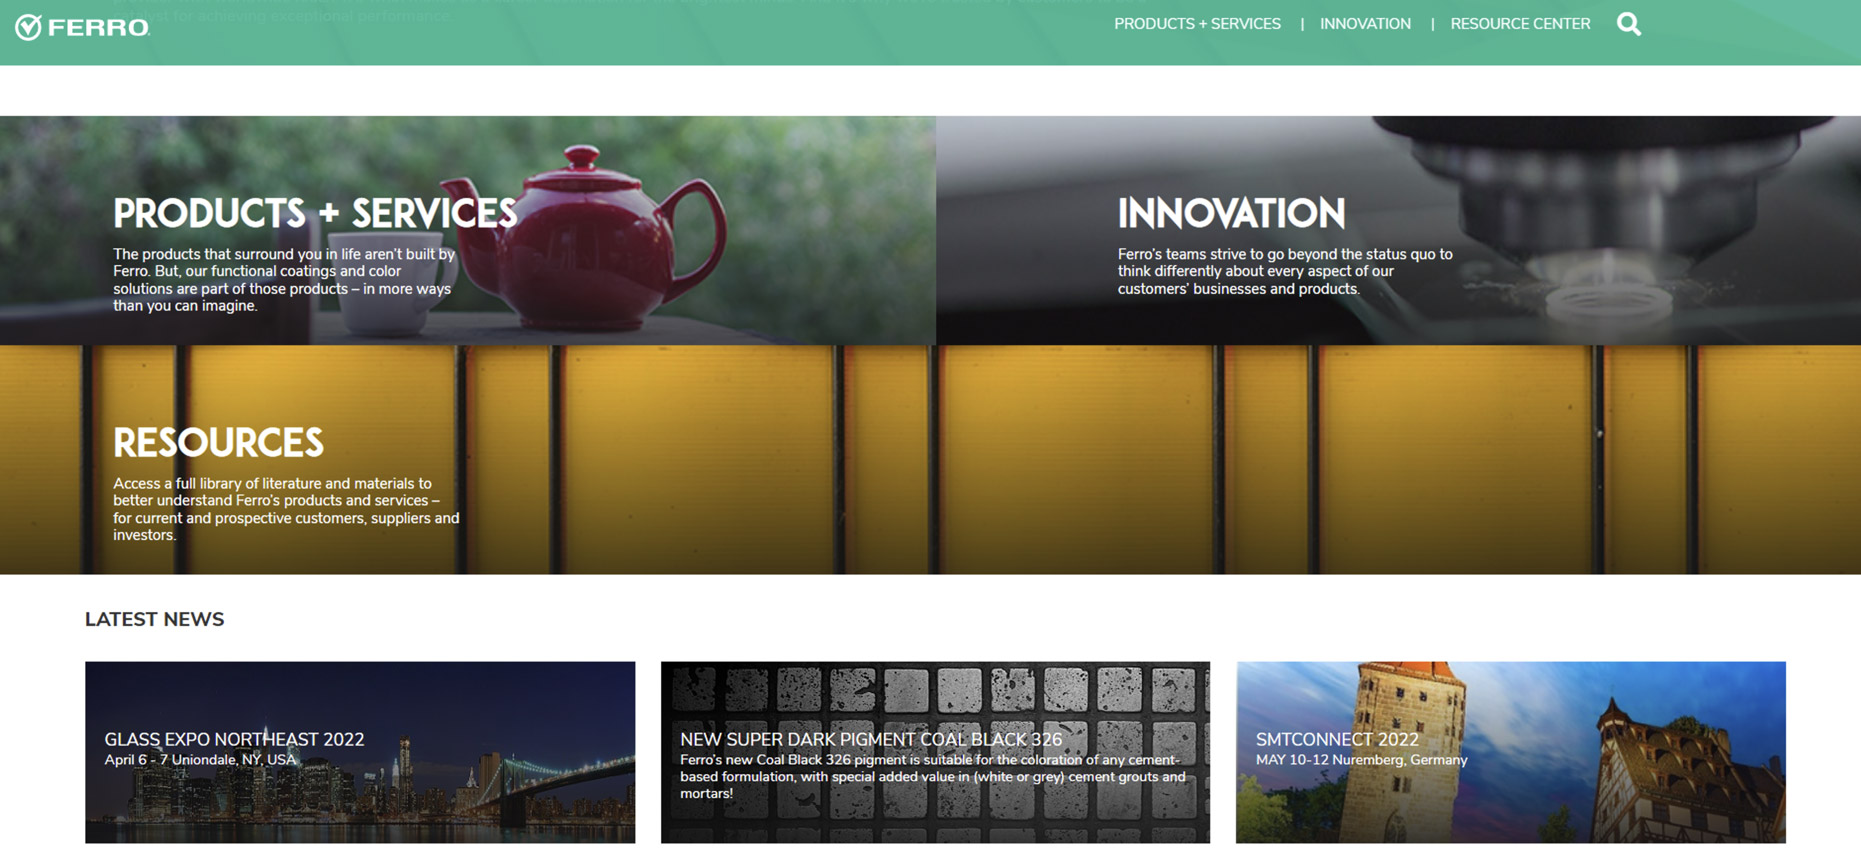 FERRO
PRODUCTS + SERVICES | INNOVATION | RESOURCE CENTER
PRODUCTS + SERVICES
The products that surround you in life aren't built by
Ferro. But, our functional coatings and color
solutions are part of those products – in more ways
than you can imagine.
INNOVATION
Ferro's teams strive to go beyond the status quo to
think differently about every aspect of our
customers' businesses and products.
RESOURCES
Access a full library of literature and materials to
better understand Ferro's products and services –
for current and prospective customers, suppliers and
investors.
LATEST NEWS
GLASS EXPO NORTHEAST 2022
April 6 - 7 Uniondale, NY, USA
NEW SUPER DARK PIGMENT COAL BLACK 326
Ferro's new Coal Black 326 pigment is suitable for the coloration of any cement-
based formulation, with special added value in (white or grey) cement grouts and
mortars!
SMTCONNECT 2022
MAY 10-12 Nuremberg, Germany